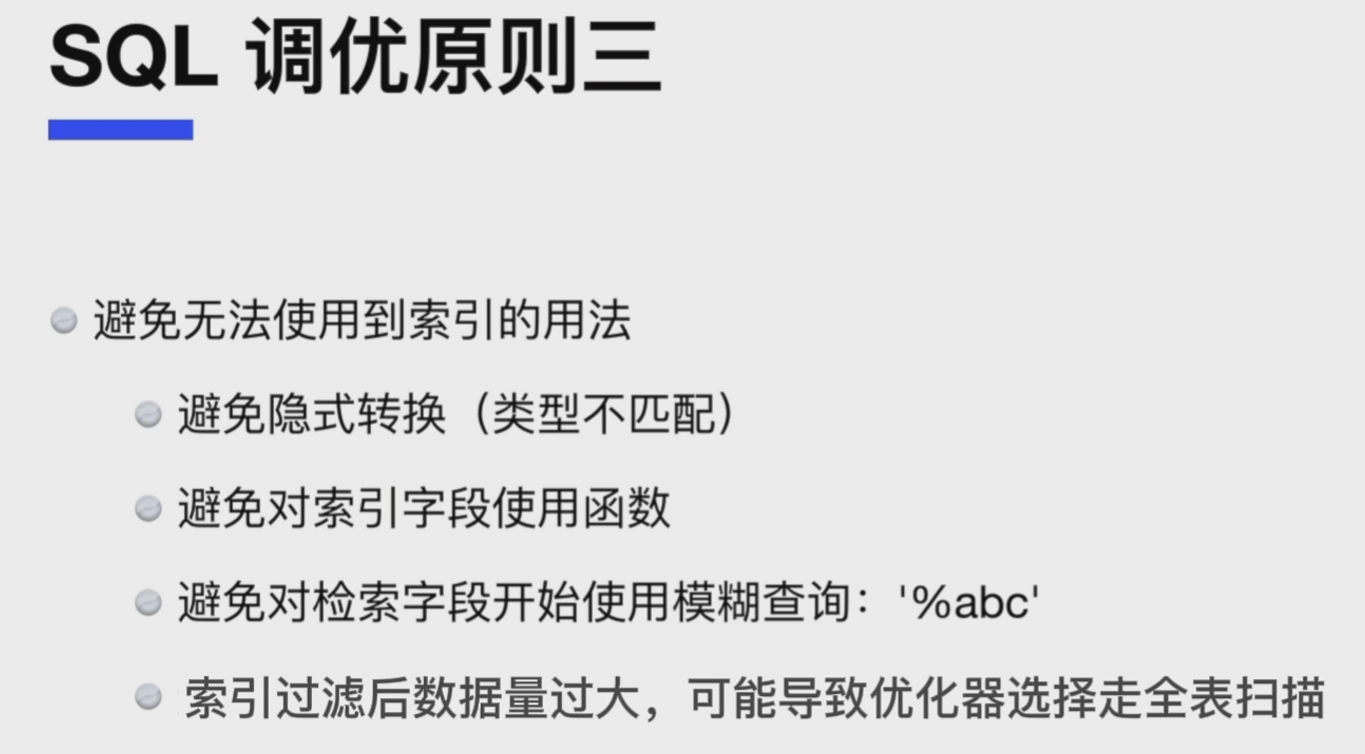 SQL 调优原则三
避免无法使用到索引的用法
避免隐式转换（类型不匹配）
避免对索引字段使用函数
避免对检索字段开始使用模糊查询：'%abc'
索引过滤后数据量过大，可能导致优化器选择走全表扫描